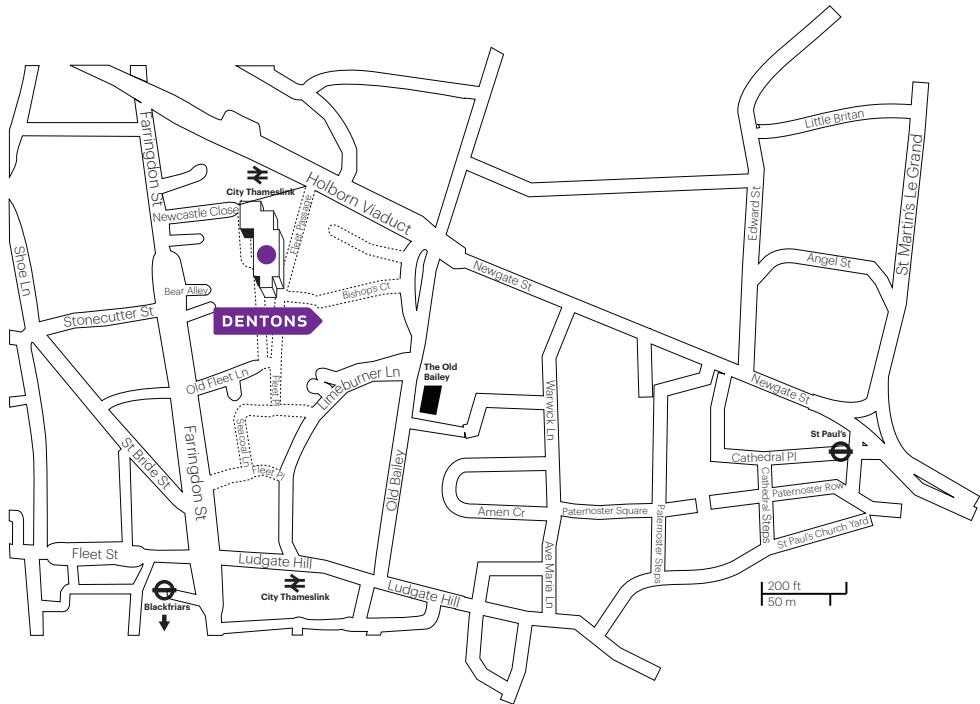 Little Britan
Farringdon St
St Martins Le Grand
City Thameslink
Holborn Viaduct
Newcastle Close
Fleet Passage
Edward St
Shoe Ln
Angel St
Newgate St
Bear Alley
Bishop's Ct
Stonecutter St
DENTONS
The Old
Bailey
Old Fleet Ln
Fleet Pl
Limeburner Ln
Warwick Ln
Newgate St
St Bride St
Seacoal Ln
St Paul's
Cathedral Pl
Farringdon St
Fleet Pl
Old Bailey
Cathedral Steps
Paternoster Row
Amen Cr
Paternoster Square
Paternoster Steps
St Paul's Church Yard
Fleet St
Ludgate Hill
Ave Maria Ln
City Thameslink
Ludgate Hill
Blackfriars
200 ft
50 m